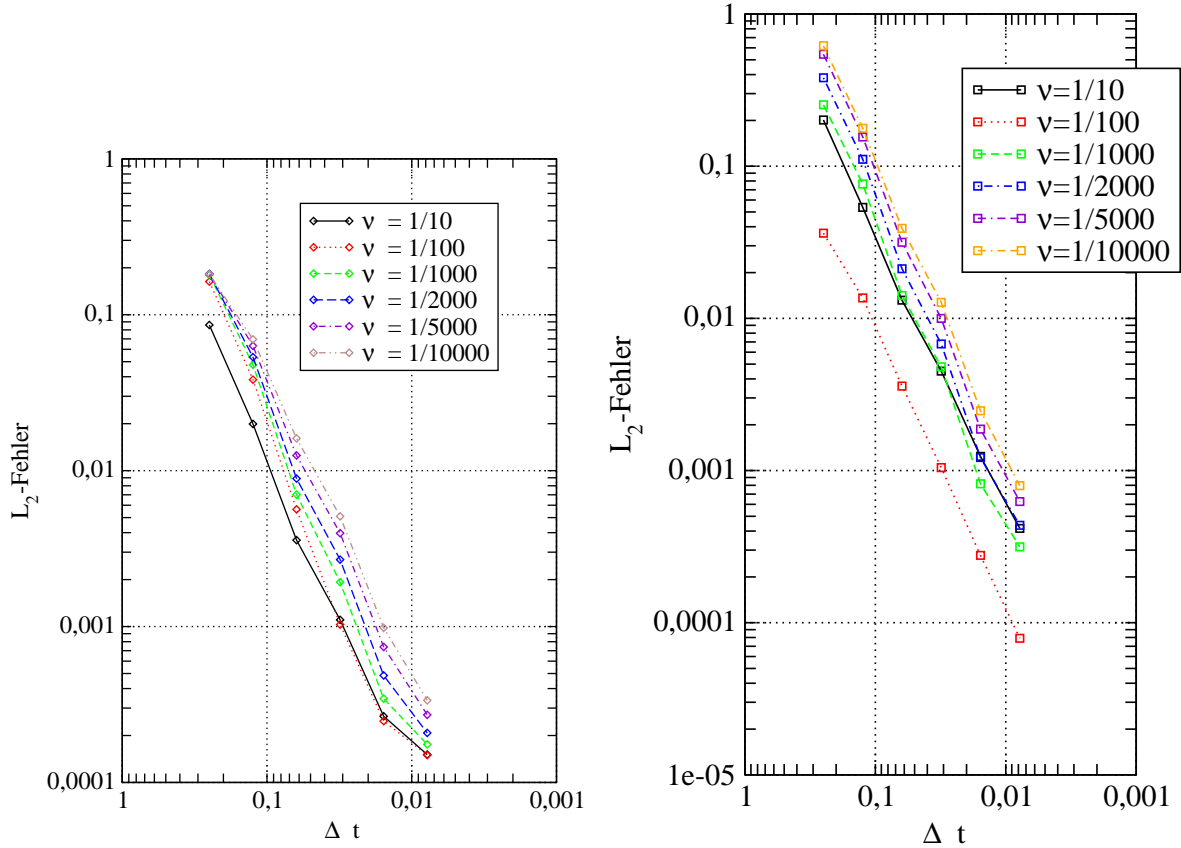 1
0,1
0,01
0,001
0,0001
L2-Fehler
ν = 1/10
ν = 1/100
ν = 1/1000
ν = 1/2000
ν = 1/5000
ν = 1/10000
1 0,1 0,01 0,001
Δ t
1
0,1
0,01
0,001
0,0001
1e-05
L2-Fehler
ν=1/10
ν=1/100
ν=1/1000
ν=1/2000
ν=1/5000
ν=1/10000
1 0,1 0,01 0,001
Δ t